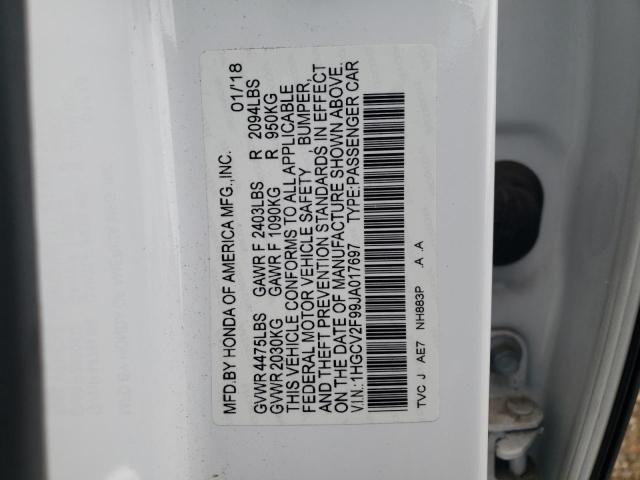 MFD.BY HONDA OF AMERICA MFG.,INC. 01/18
GVWR 4475LBS GAWR F 2403LBS R 2094LBS
GVWR 2030KG GAWR F 1090KG R 950KG
THIS VEHICLE CONFORMS TO ALL APPLICABLE
FEDERAL MOTOR VEHICLE SAFETY , BUMPER,
AND THEFT PREVENTION STANDARDS IN EFFECT
ON THE DATE OF MANUFACTURE SHOWN ABOVE.
V.I.N.:1HGCV2F99JA017697 TYPE:PASSENGER CAR
TVC J AE7 NH883P .A .A